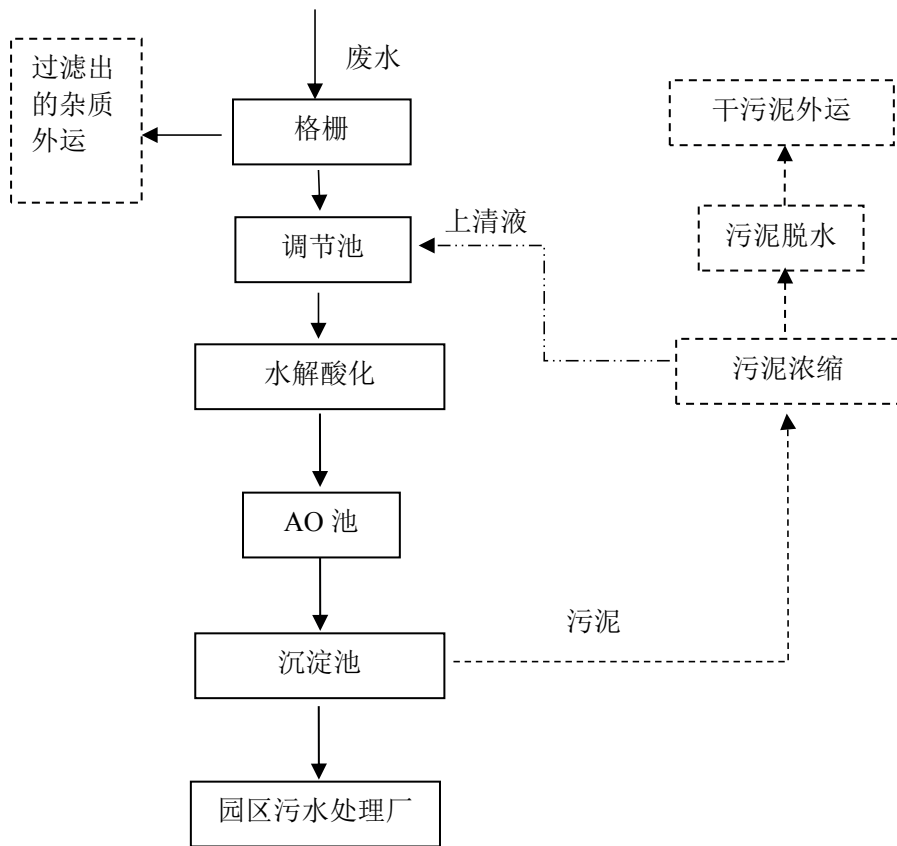 废水
过滤出
的杂质
外运
格栅
干污泥外运
上清液
调节池
污泥脱水
水解酸化
污泥浓缩
AO 池
污泥
沉淀池
园区污水处理厂